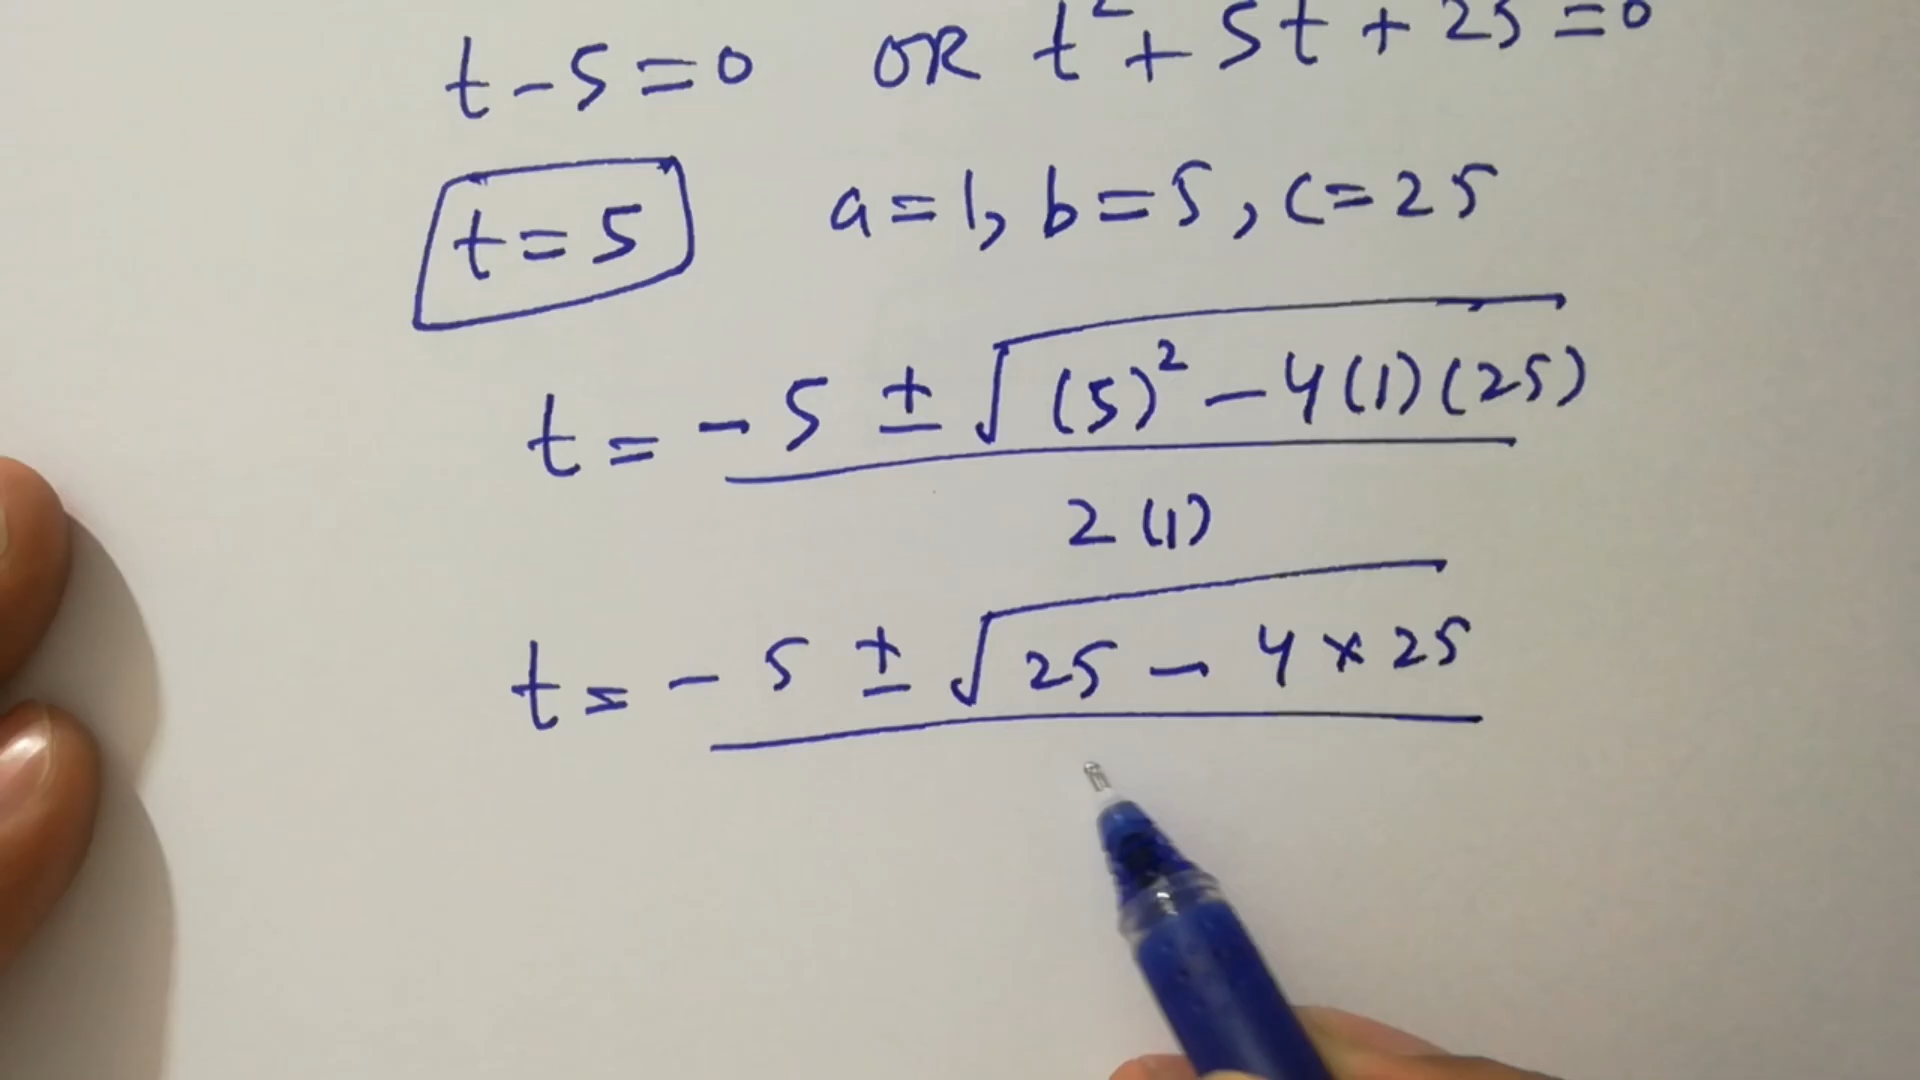 t - 5 = 0 OR t² + 5t + 25 = 0
t = 5 a = 1, b = 5, c = 25
t = - 5 ± √(5)² - 4(1)(25)
2(1)
t = - 5 ± √25 - 4 × 25